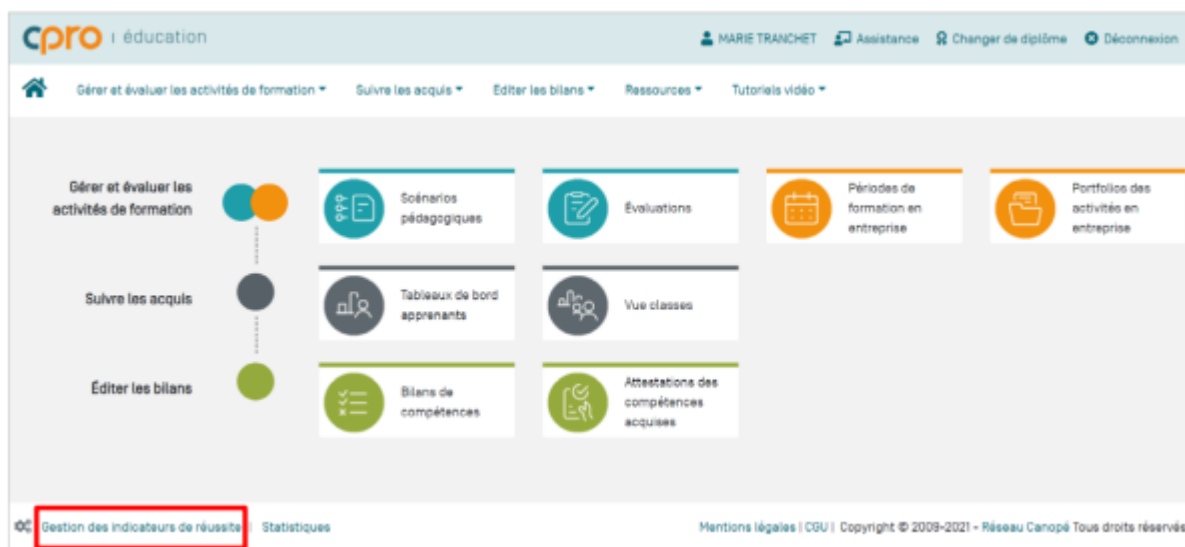 cpro | éducation
MARIE TRANCHET Assistance Changer de diplôme Déconnexion
Gérer et évaluer les activités de formation Suivre les acquis Editer les bilans Ressources Tutoriels vidéo
Gérer et évaluer les
activités de formation
Scénarios
pédagogiques
Evaluations
Périodes de
formation en
entreprise
Portfolios des
activités en
entreprise
Suivre les acquis
Tableaux de bord
apprenants
Vue classes
Éditer les bilans
Bilans de
compétences
Attestations des
compétences
acquises
Gestion des indicateurs de réussite | Statistiques
Mentions légales | CGU | Copyright © 2009-2021 - Réseau Canopé Tous droits réservés